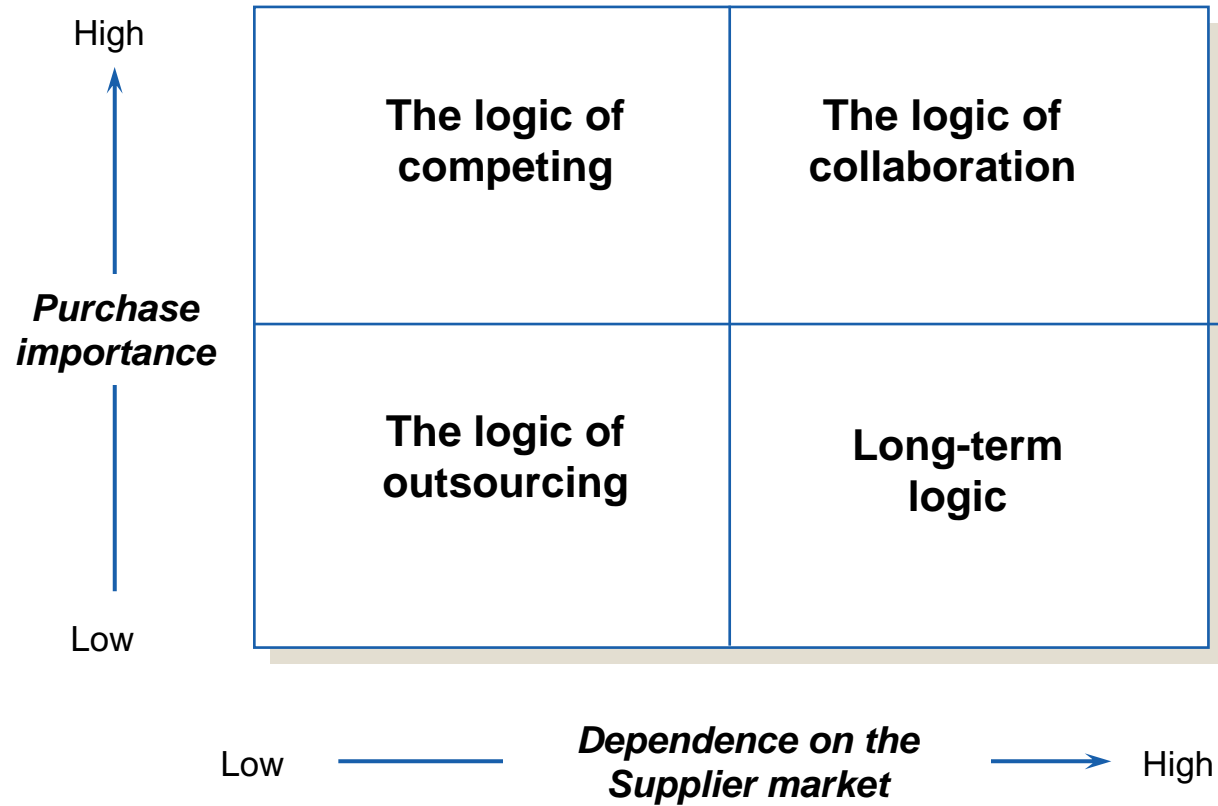 High
The logic of
competing
The logic of
collaboration
Purchase
importance
The logic of
outsourcing
Long-term
logic
Low
Low
Dependence on the
Supplier market
High